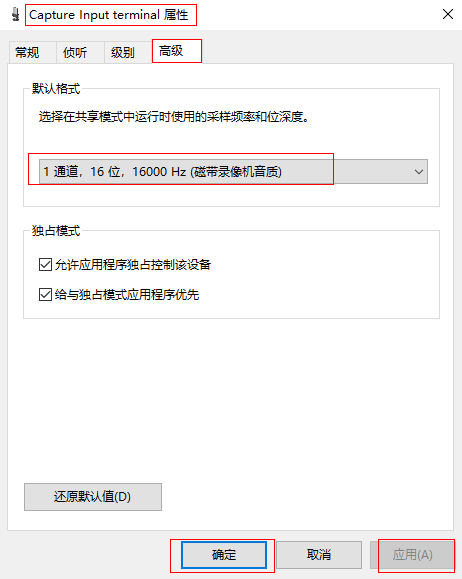 Capture Input terminal 属性
常规 侦听 级别 高级
默认格式
选择在共享模式中运行时使用的采样频率和位深度。
1 通道，16 位，16000 Hz (磁带录像机音质)
独占模式
允许应用程序独占控制该设备
给与独占模式应用程序优先
还原默认值(D)
确定 取消 应用(A)